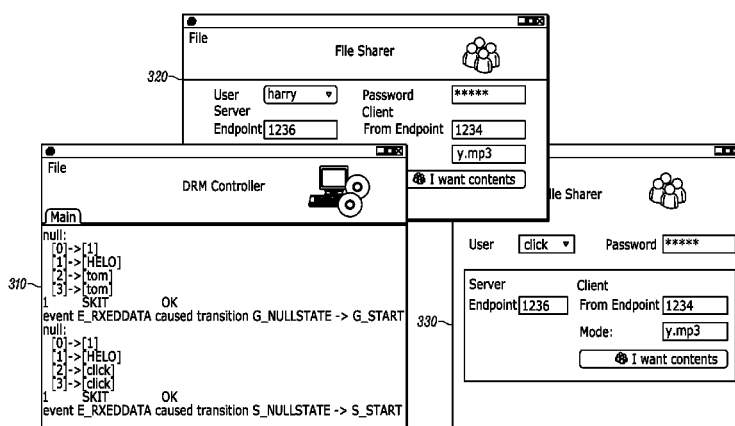 File
File Sharer
320
User harry Password *****
Server Client
Endpoint 1236 From Endpoint 1234
y.mp3
I want contents
File
DRM Controller
Main
null:
[0]->[1]
[1]->[HELO]
[2]->[tom]
[3]->[tom]
310
1 SKIT OK
event E_RXEDDATA caused transition G_NULLSTATE -> G_START
null:
[0]->[1]
[1]->[HELO]
[2]->[click]
[3]->[click]
1 SKIT OK
event E_RXEDDATA caused transition S_NULLSTATE -> S_START
ile Sharer
User click Password *****
Server Client
Endpoint 1236 From Endpoint 1234
330
Mode: y.mp3
I want contents